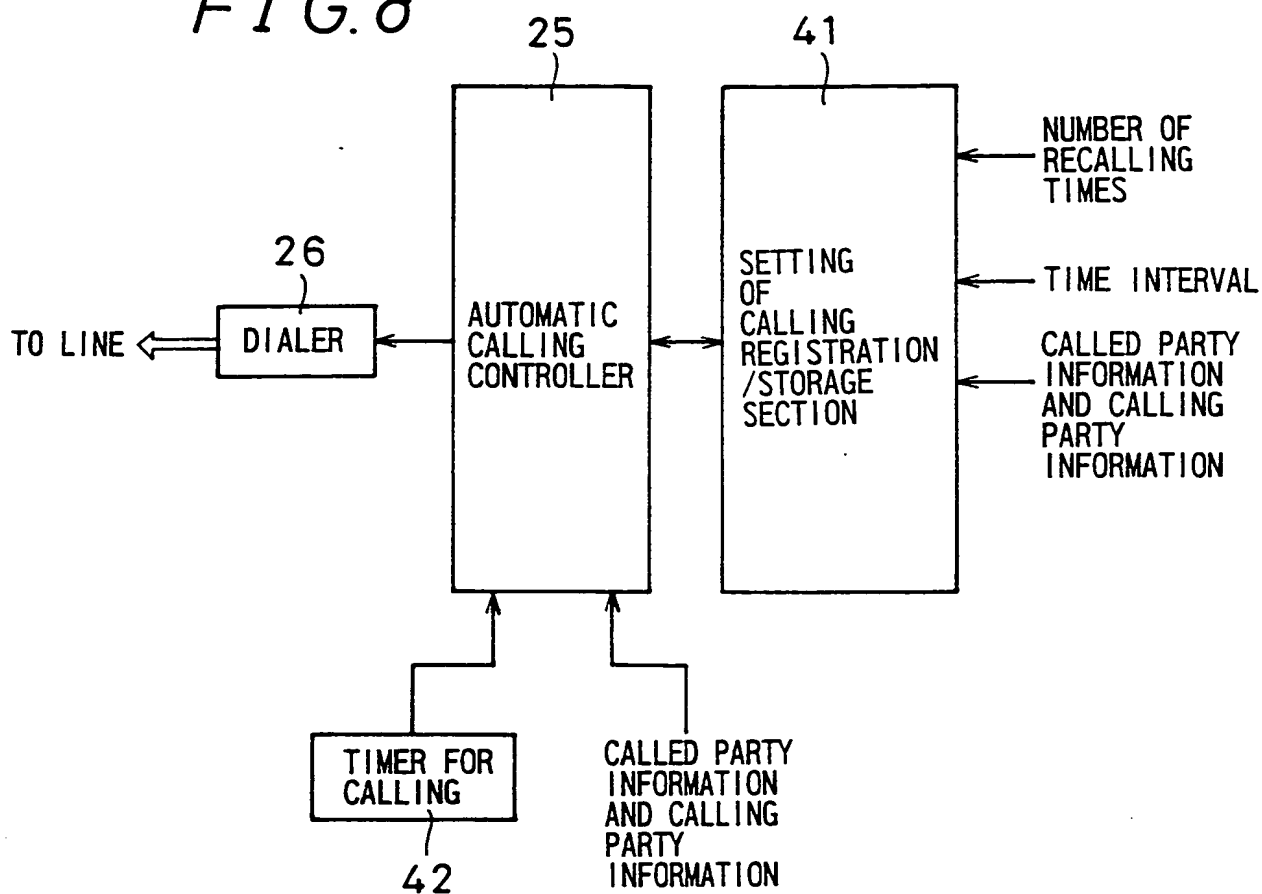 FIG. 8
25
41
NUMBER OF
RECALLING
TIMES
26
SETTING
OF
CALLING
REGISTRATION
/STORAGE
SECTION
TIME INTERVAL
TO LINE
DIALER
AUTOMATIC
CALLING
CONTROLLER
CALLED PARTY
INFORMATION
AND CALLING
PARTY
INFORMATION
TIMER FOR
CALLING
42
CALLED PARTY
INFORMATION
AND CALLING
PARTY
INFORMATION